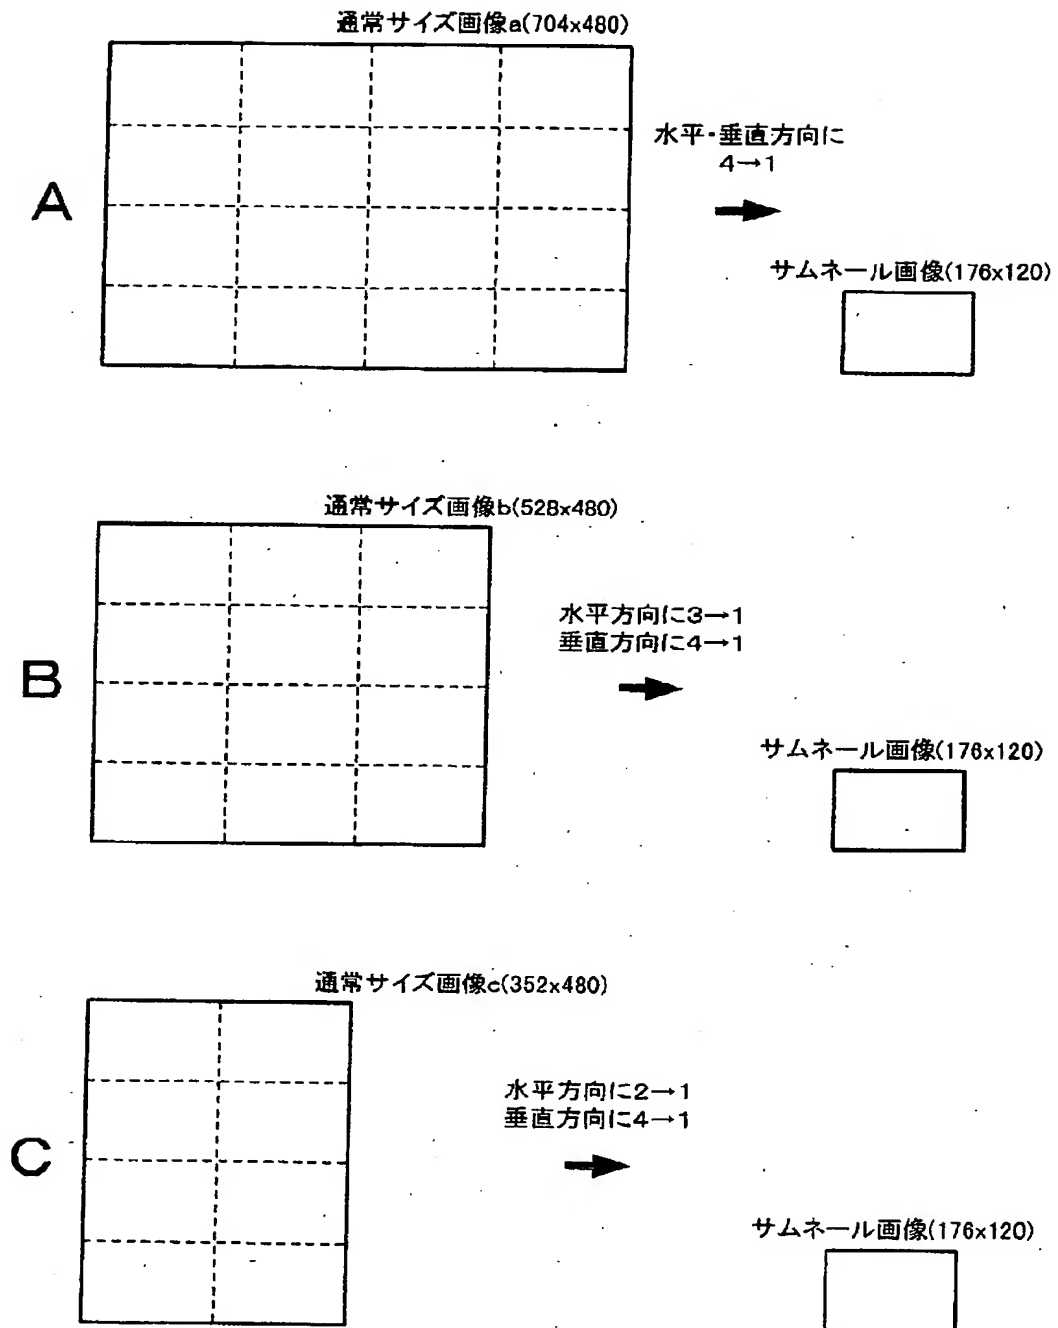 通常サイズ画像a(704x480)
A
水平・垂直方向に
4→1
サムネール画像(176x120)
通常サイズ画像b(528x480)
B
水平方向に3→1
垂直方向に4→1
サムネール画像(176x120)
通常サイズ画像c(352x480)
C
水平方向に2→1
垂直方向に4→1
サムネール画像(176x120)